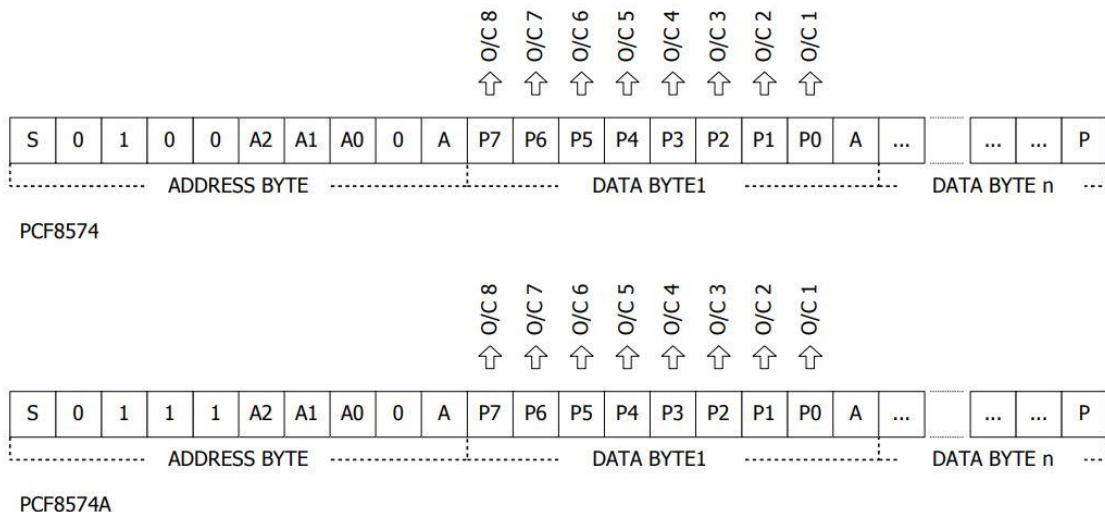 O/C 8 O/C 7 O/C 6 O/C 5 O/C 4 O/C 3 O/C 2 O/C 1
S 0 1 0 0 A2 A1 A0 0 A P7 P6 P5 P4 P3 P2 P1 P0 A ... ... ... P
ADDRESS BYTE DATA BYTE1 DATA BYTE n
PCF8574
O/C 8 O/C 7 O/C 6 O/C 5 O/C 4 O/C 3 O/C 2 O/C 1
S 0 1 1 1 A2 A1 A0 0 A P7 P6 P5 P4 P3 P2 P1 P0 A ... ... ... P
ADDRESS BYTE DATA BYTE1 DATA BYTE n
PCF8574A